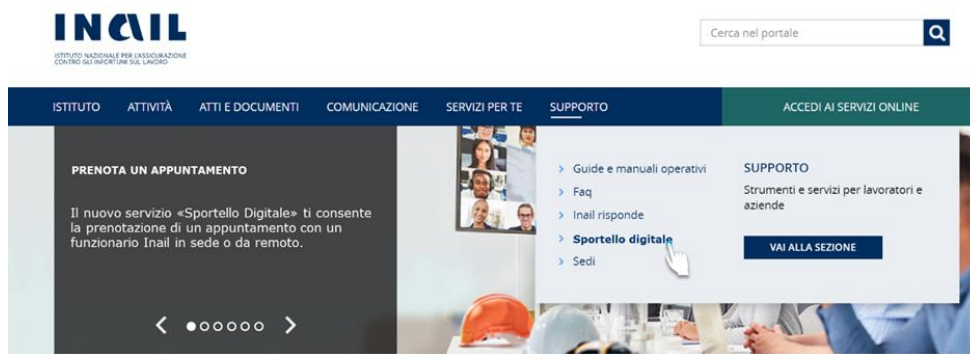 INAIL
ISTITUTO NAZIONALE PER L'ASSICURAZIONE
CONTRO GLI INFORTUNI SUL LAVORO
Cerca nel portale
ISTITUTO ATTIVITÀ ATTI E DOCUMENTI COMUNICAZIONE SERVIZI PER TE SUPPORTO ACCEDI AI SERVIZI ONLINE
PRENOTA UN APPUNTAMENTO
Il nuovo servizio «Sportello Digitale» ti consente
la prenotazione di un appuntamento con un
funzionario Inail in sede o da remoto.
Guide e manuali operativi
Faq
Inail risponde
Sportello digitale
Sedi
SUPPORTO
Strumenti e servizi per lavoratori e
aziende
VAI ALLA SEZIONE